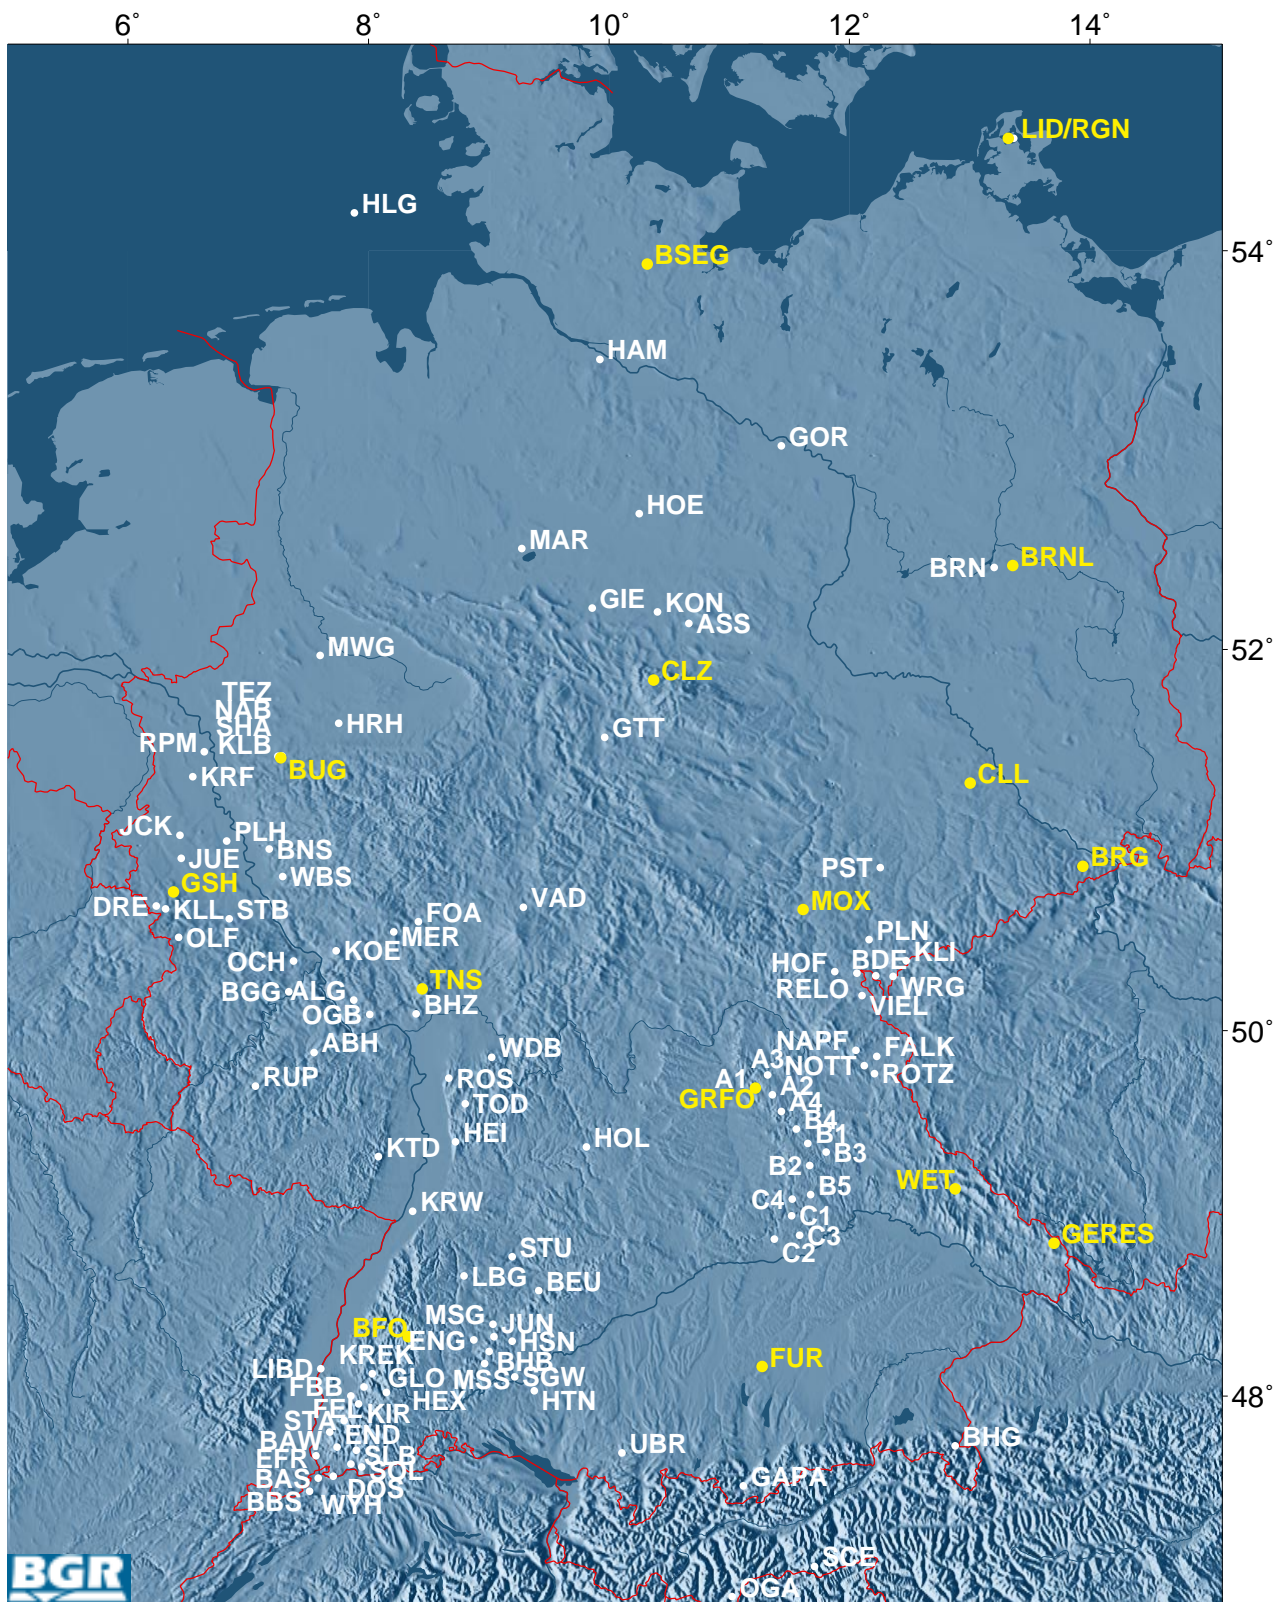 6° 8° 10° 12° 14°
LID/RGN
HLG
BSEG
54°
HAM
GOR
HOE
MAR
BRN BRNL
GIE KON
ASS
MWG
52°
CLZ
TEZ
NAB
SHA
HRH
GTT
RPM KLB
BUG
KRF
CLL
JCK PLH
BNS
JUE
BRG
PST
WBS
GSH
VAD
DRE KLL STB
FOA
MOX
MER
OLF
PLN
KOE
KLI
OCH
HOF BDE
TNS
BGG ALG
RELO WRG
OGB BHZ
VIEL
50°
ABH
WDB
NAPF FALK
A3 NOTT
ROTZ
RUP
ROS
A1 A2
GRFO
TOD
A4
B4
HEI
HOL
B1
KTD
B3
B2
WET
B5
KRW
C4
C1
C3
GERES
STU
C2
LBG
BEU
MSG JUN
BFO
ENG HSN
KREK
BHB
FUR
LIBD
GLO MSS SGW
FBB
HEX HTN
FEL
KIR
48°
STA
END
BAW
BHG
UBR
EFR SLB
BAS SOL
GAPA
DOS
BBS WYH
SCE
BGR
OGA